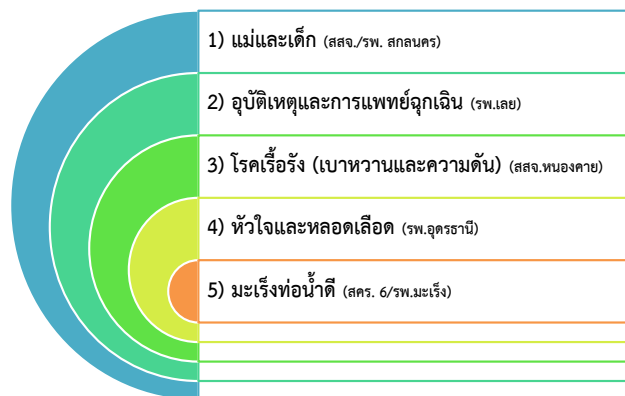 1) แม่และเด็ก (สสจ./รพ. สกลนคร)
2) อุบัติเหตุและการแพทย์ฉุกเฉิน (รพ.เลย)
3) โรคเรื้อรัง (เบาหวานและความดัน) (สสจ.หนองคาย)
4) หัวใจและหลอดเลือด (รพ.อุดรธานี)
5) มะเร็งท่อน้ำดี (สคร. 6/รพ.มะเร็ง)